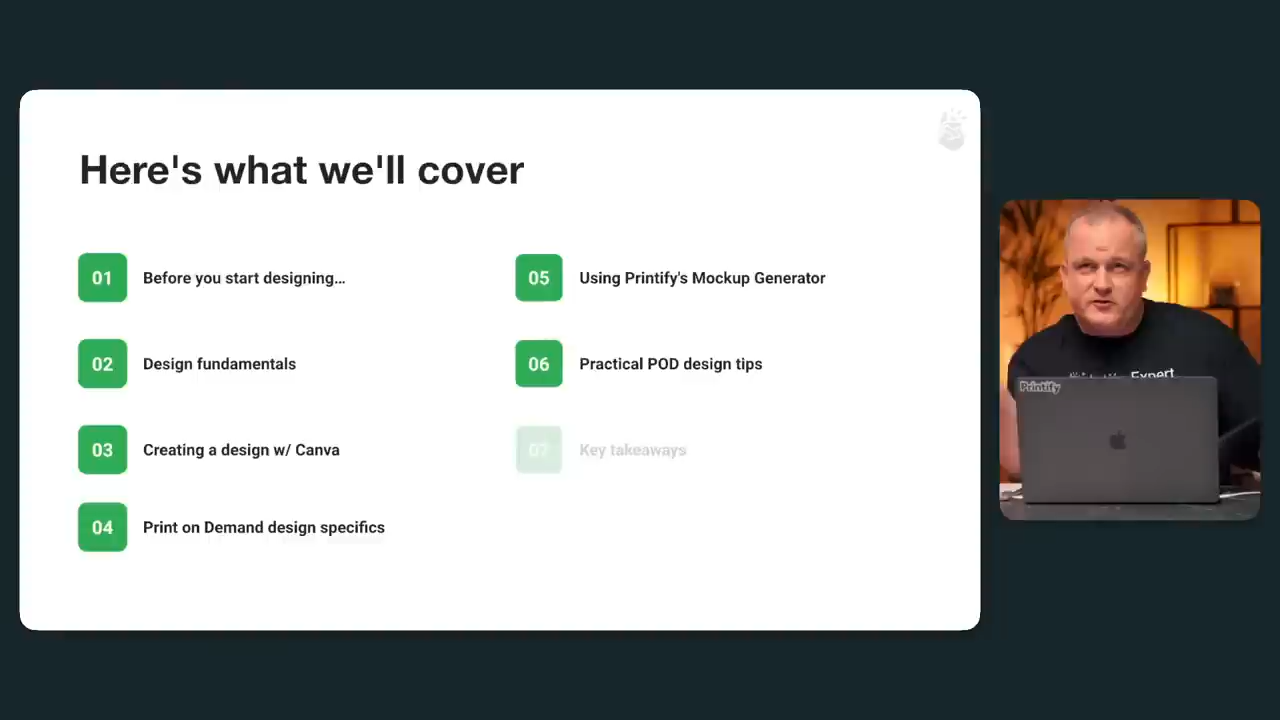 Here's what we'll cover
01 Before you start designing...
02 Design fundamentals
03 Creating a design w/ Canva
04 Print on Demand design specifics
05 Using Printify's Mockup Generator
06 Practical POD design tips
07 Key takeaways
Expert
Printify